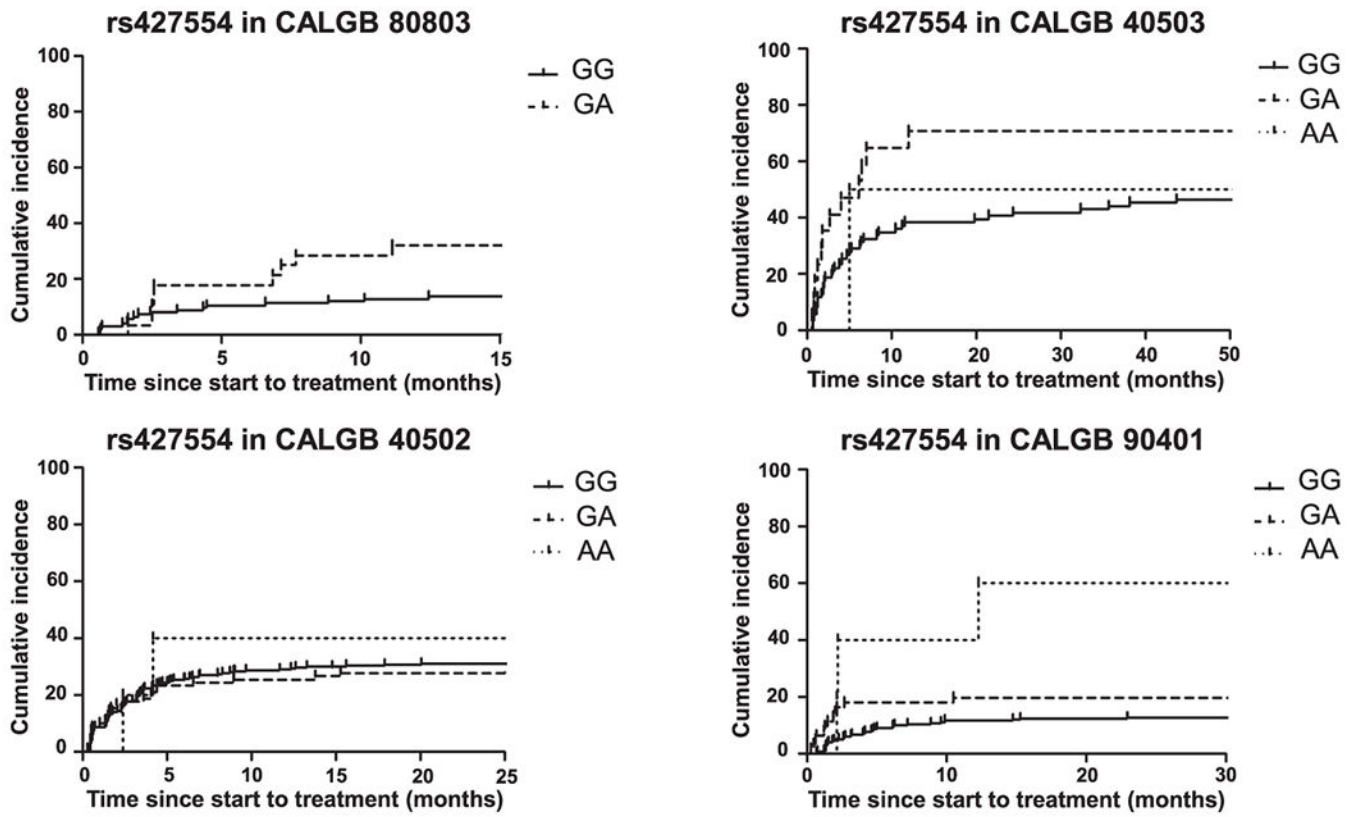 rs427554 in CALGB 80803
Cumulative incidence
100
80
60
40
20
0
0 5 10 15
Time since start to treatment (months)
GG
GA
rs427554 in CALGB 40503
Cumulative incidence
100
80
60
40
20
0
0 10 20 30 40 50
Time since start to treatment (months)
GG
GA
AA
rs427554 in CALGB 40502
Cumulative incidence
100
80
60
40
20
0
0 5 10 15 20 25
Time since start to treatment (months)
GG
GA
AA
rs427554 in CALGB 90401
Cumulative incidence
100
80
60
40
20
0
0 10 20 30
Time since start to treatment (months)
GG
GA
AA